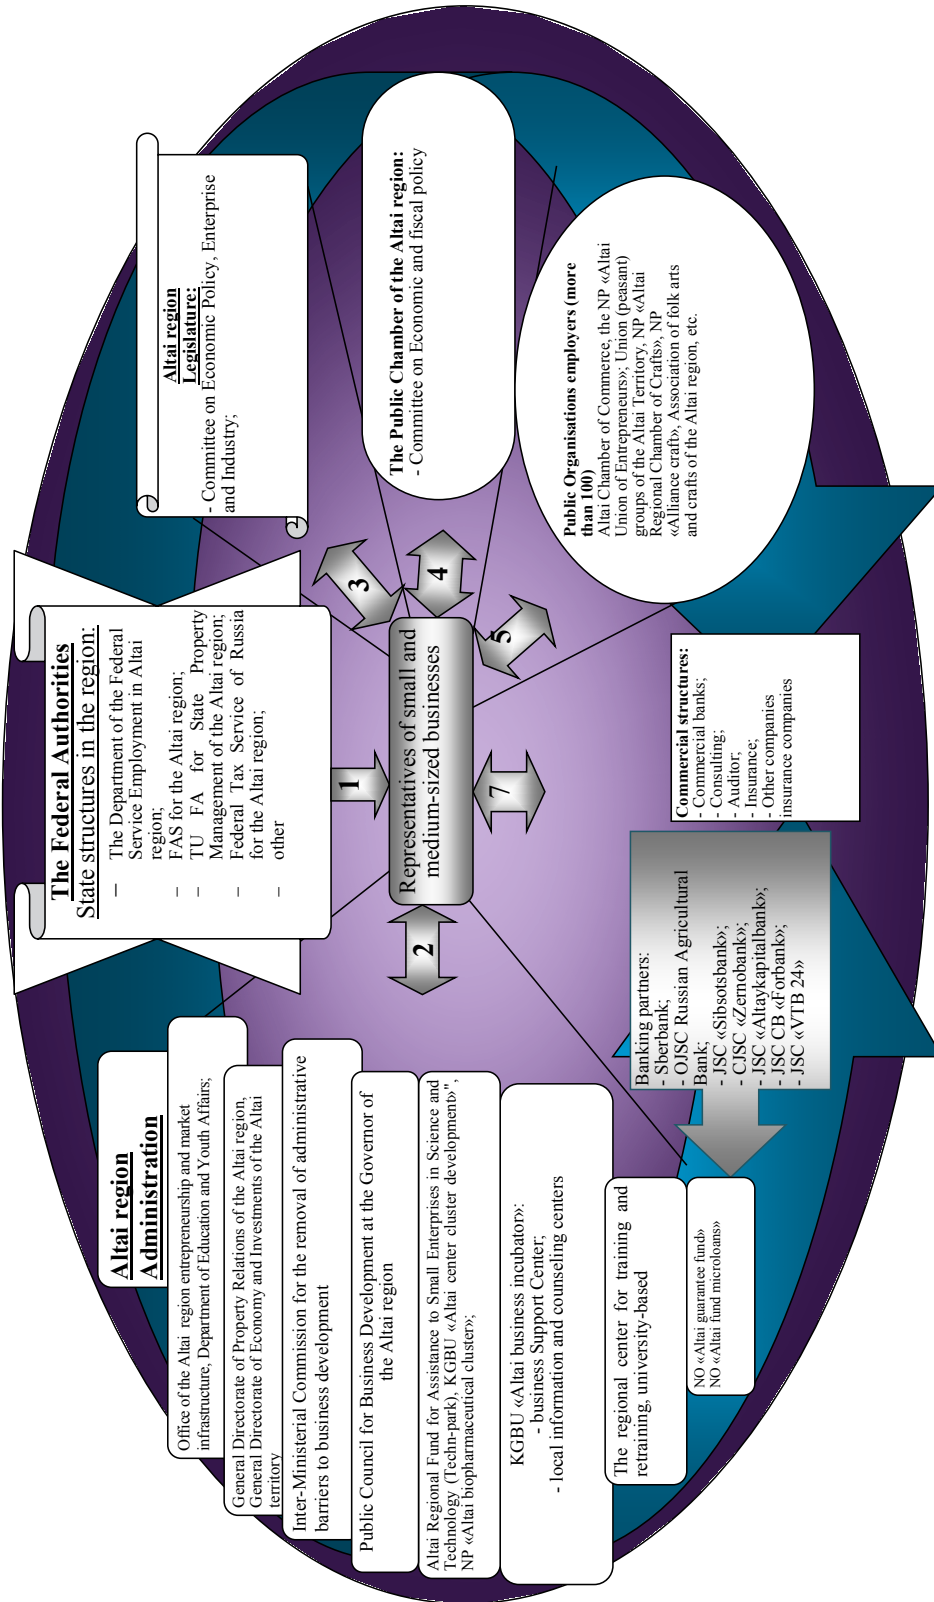 The Federal Authorities
State structures in the region:
– The Department of the Federal
Service Employment in Altai
region;
– FAS for the Altai region;
– TU FA for State Property
Management of the Altai region;
– Federal Tax Service of Russia
for the Altai region;
– other
Altai region
Administration
Office of the Altai region entrepreneurship and market
infrastructure, Department of Education and Youth Affairs;
General Directorate of Property Relations of the Altai region,
General Directorate of Economy and Investments of the Altai
territory
Inter-Ministerial Commission for the removal of administrative
barriers to business development
Public Council for Business Development at the Governor of
the Altai region
Altai Regional Fund for Assistance to Small Enterprises in Science and
Technology (Techn-park), KGBU «Altai center cluster development»",
NP «Altai biopharmaceutical cluster»;
KGBU «Altai business incubator»:
- business Support Center;
- local information and counseling centers
The regional center for training and
retraining, university-based
NO «Altai guarantee fund»
NO «Altai fund microloans»
Altai region
Legislature:
- Committee on Economic Policy, Enterprise
and Industry;
The Public Chamber of the Altai region:
- Committee on Economic and fiscal policy
Public Organisations employers (more
than 100)
Altai Chamber of Commerce, the NP «Altai
Union of Entrepreneurs»; Union (peasant)
groups of the Altai Territory, NP «Altai
Regional Chamber of Crafts», NP
«Alliance craft», Association of folk arts
and crafts of the Altai region, etc.
1
2
3
4
5
7
Representatives of small and
medium-sized businesses
Banking partners:
- Sberbank;
- OJSC Russian Agricultural
Bank;
- JSC «Sibsotsbank»;
- CJSC «Zernobank»;
- JSC «Altaykapitalbank»;
- JSC CB «Forbank»;
- JSC «VTB 24»
Commercial structures:
- Commercial banks;
- Consulting;
- Auditor;
- Insurance;
- Other companies
insurance companies